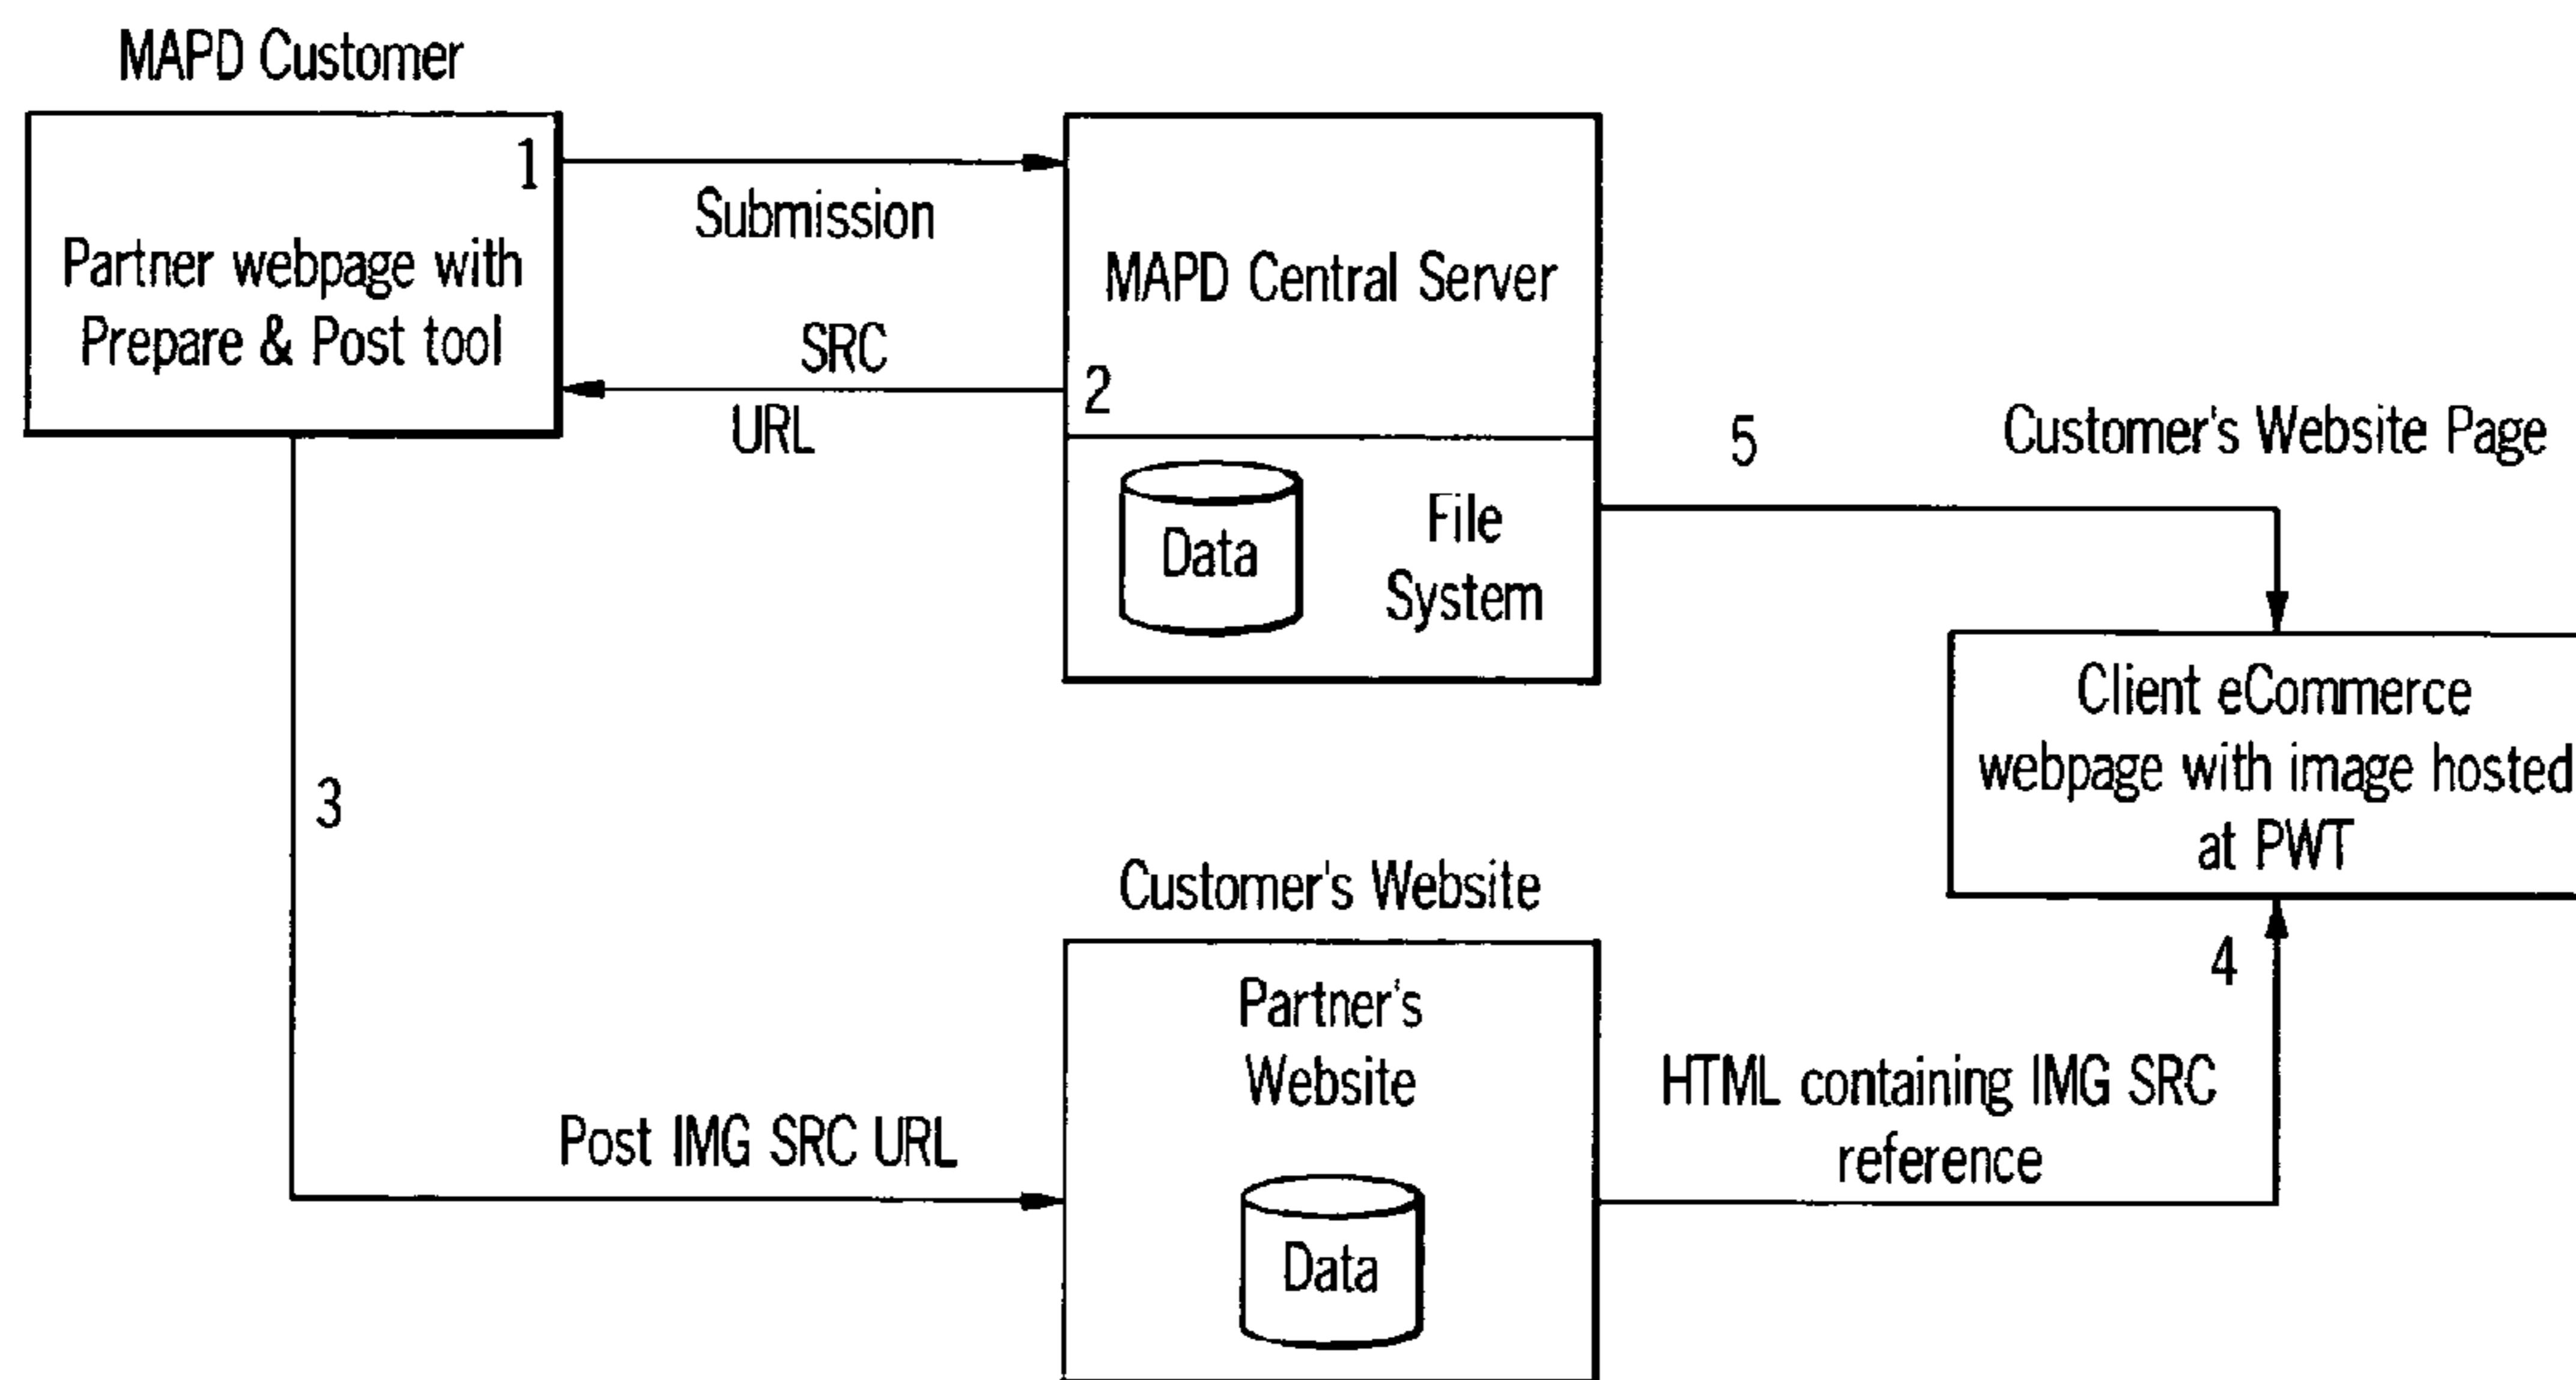 MAPD Customer
1
Partner webpage with
Prepare & Post tool
Submission
SRC
URL
MAPD Central Server
2
Data
File
System
5
Customer's Website Page
Client eCommerce
webpage with image hosted
at PWT
3
Post IMG SRC URL
Customer's Website
Partner's
Website
Data
HTML containing IMG SRC
reference
4